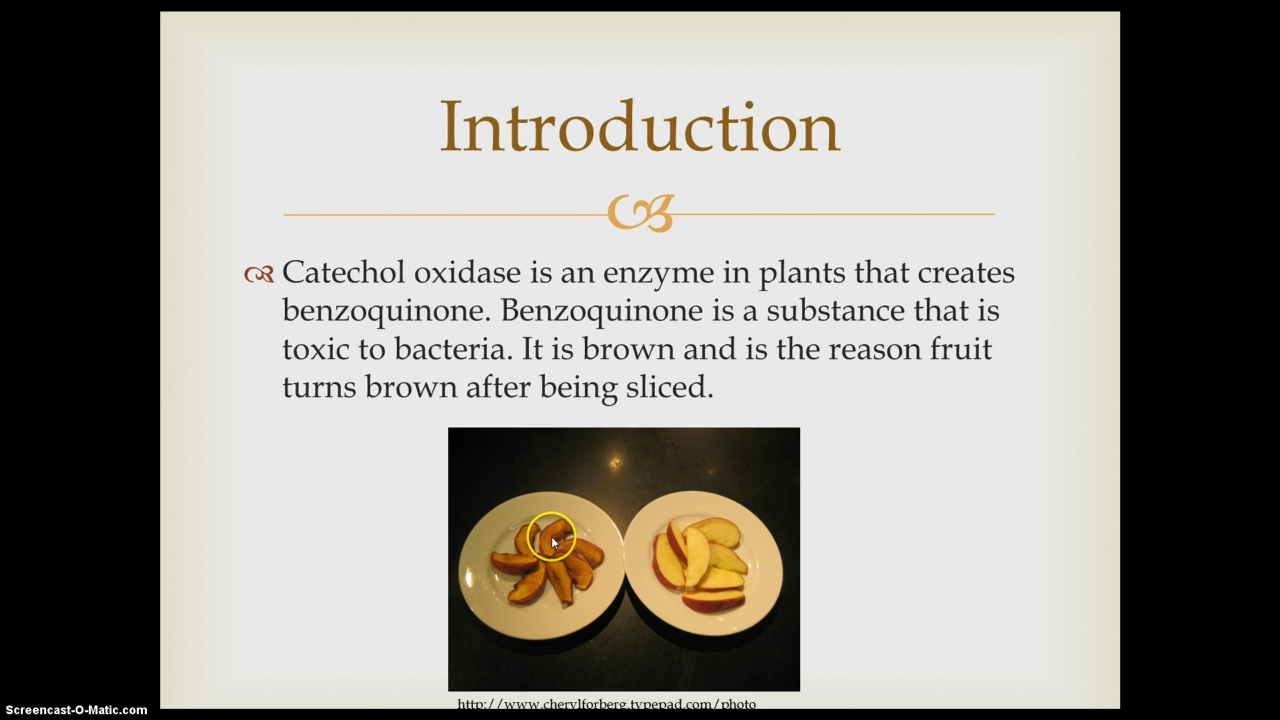 Introduction
Catechol oxidase is an enzyme in plants that creates
benzoquinone. Benzoquinone is a substance that is
toxic to bacteria. It is brown and is the reason fruit
turns brown after being sliced.
http://www.cherylforberg.typepad.com/photo
Screencast-O-Matic.com